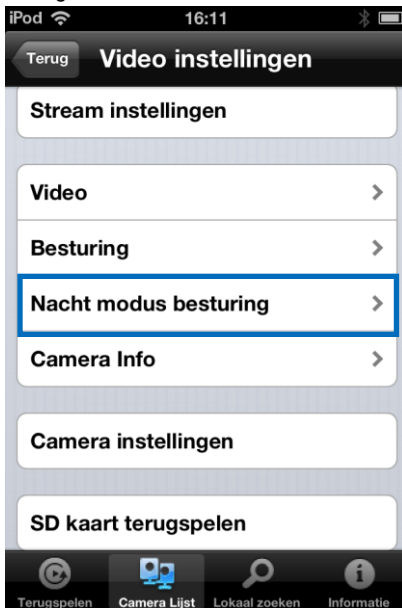 iPod 16:11
Terug Video instellingen
Stream instellingen
Video
Besturing
Nacht modus besturing
Camera Info
Camera instellingen
SD kaart terugspelen
Terugspelen Camera Lijst Lokaal zoeken Informatie